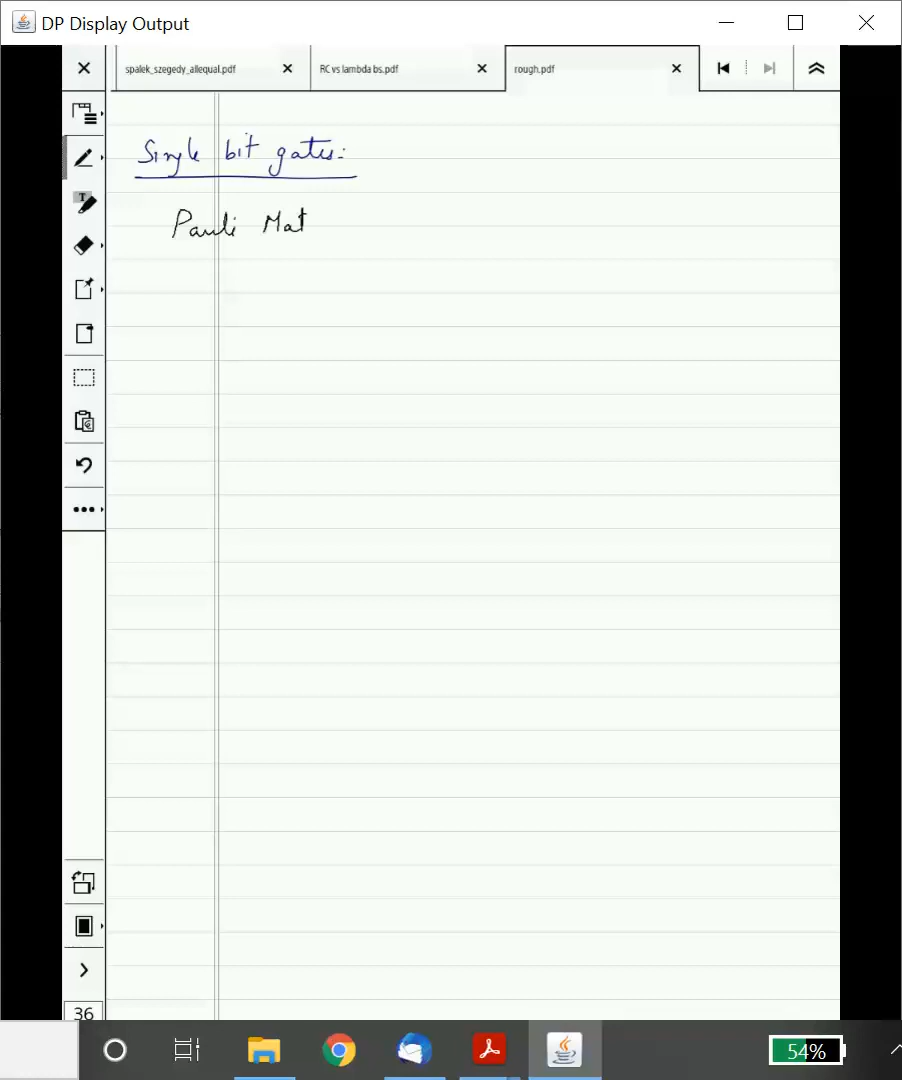 DP Display Output
spalek_szegedy_allequal.pdf
RC vs lambda bs.pdf
rough.pdf
Single bit gates:-
Pauli Mat
36
54%